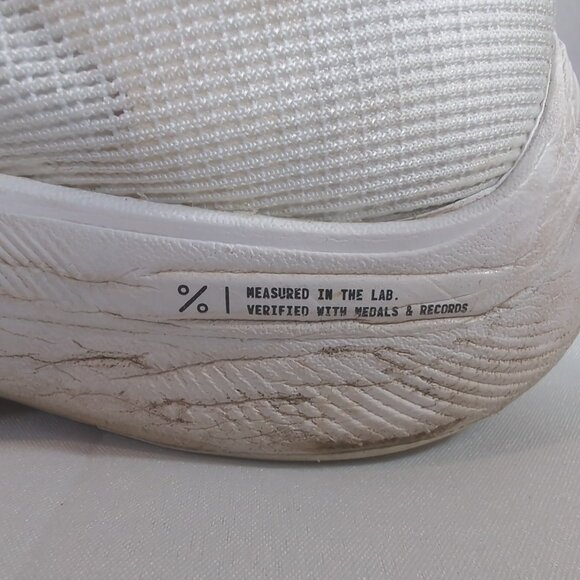 % | MEASURED IN THE LAB.
VERIFIED WITH MEDALS & RECORDS